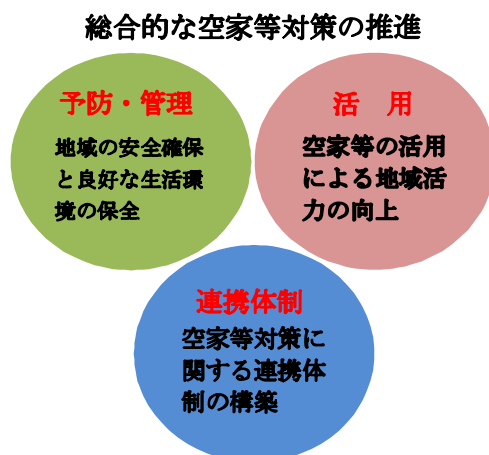 総合的な空家等対策の推進
予防・管理
地域の安全確保
と良好な生活環
境の保全
活　用
空家等の活用
による地域活
力の向上
連携体制
空家等対策に
関する連携体
制の構築